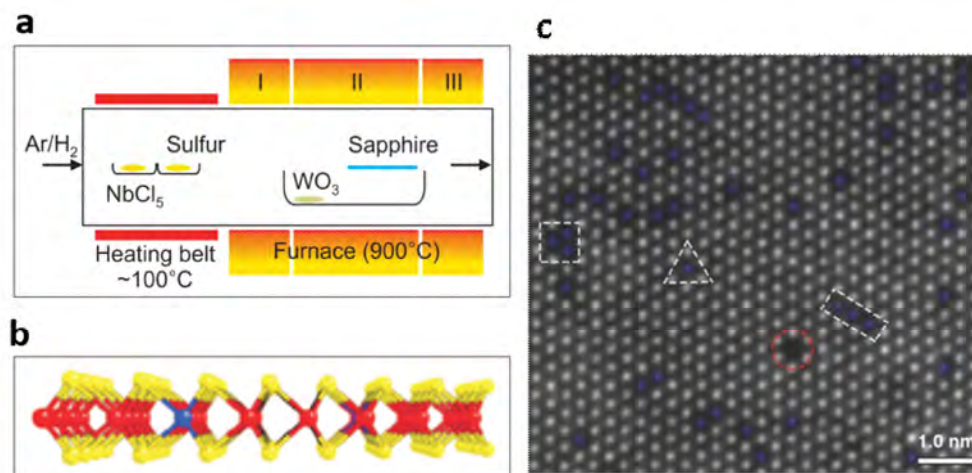 a
I II III
Ar/H₂
Sulfur
Sapphire
NbCl₅
WO₃
Heating belt
~100°C
Furnace (900°C)
b
c
1.0 nm